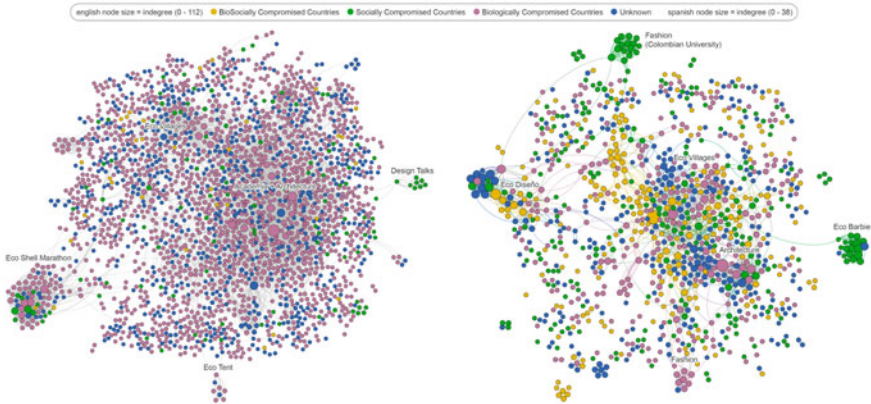 english node size = indegree (0 - 112) BioSocially Compromised Countries Socially Compromised Countries Biologically Compromised Countries Unknown spanish node size = indegree (0 - 38)
Fashion
(Colombian University)
Design Talks
Eco Shell Marathon
Eco Tent
Eco Villages
Eco Diseño
Eco Barbie
Architecture
Fashion